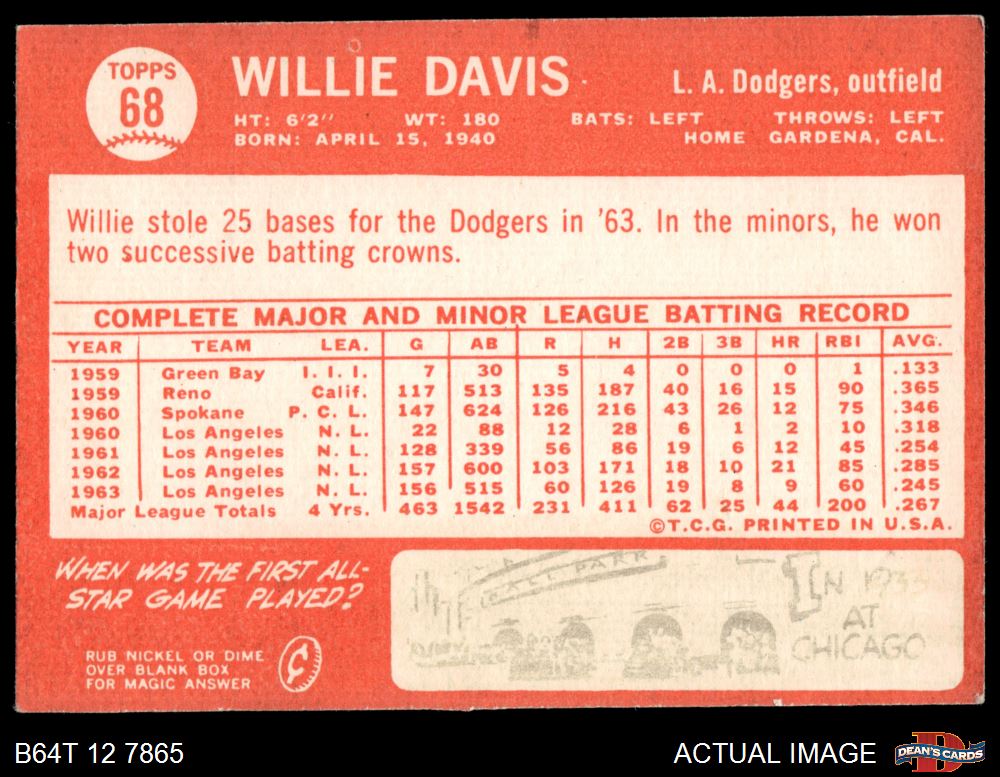 TOPPS
68
WILLIE DAVIS
L. A. Dodgers, outfield
HT: 6'2" WT: 180 BATS: LEFT THROWS: LEFT
BORN: APRIL 15, 1940 HOME GARDENA, CAL.
Willie stole 25 bases for the Dodgers in '63. In the minors, he won
two successive batting crowns.
COMPLETE MAJOR AND MINOR LEAGUE BATTING RECORD
YEAR TEAM LEA. G AB R H 2B 3B HR RBI AVG.
1959 Green Bay I. I. I. 7 30 5 4 0 0 0 1 .133
1959 Reno Calif. 117 513 135 187 40 16 15 90 .365
1960 Spokane P. C. L. 147 624 126 216 43 26 12 75 .346
1960 Los Angeles N. L. 22 88 12 28 6 1 2 10 .318
1961 Los Angeles N. L. 128 339 56 86 19 6 12 45 .254
1962 Los Angeles N. L. 157 600 103 171 18 10 21 85 .285
1963 Los Angeles N. L. 156 515 60 126 19 8 9 60 .245
Major League Totals 4 Yrs. 463 1542 231 411 62 25 44 200 .267
©T.C.G. PRINTED IN U.S.A.
WHEN WAS THE FIRST ALL-
STAR GAME PLAYED?
RUB NICKEL OR DIME
OVER BLANK BOX
FOR MAGIC ANSWER
BALL PARK
IN 1933
AT
CHICAGO
B64T 12 7865
ACTUAL IMAGE
DEAN'S CARDS